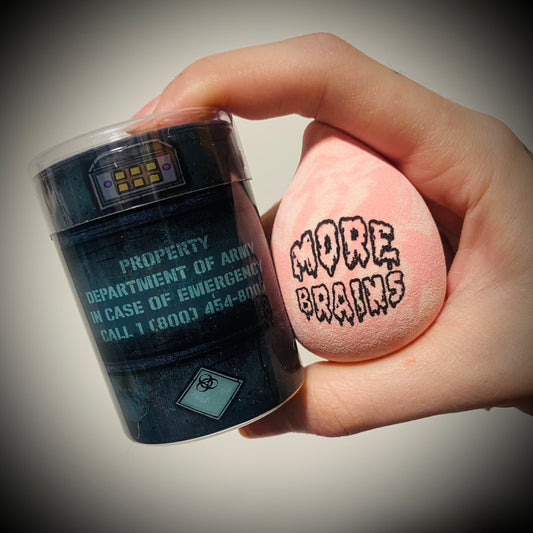 PROPERTY
DEPARTMENT OF ARMY
IN CASE OF EMERGENCY
CALL 1 (800) 454-800
MORE
BRAINS